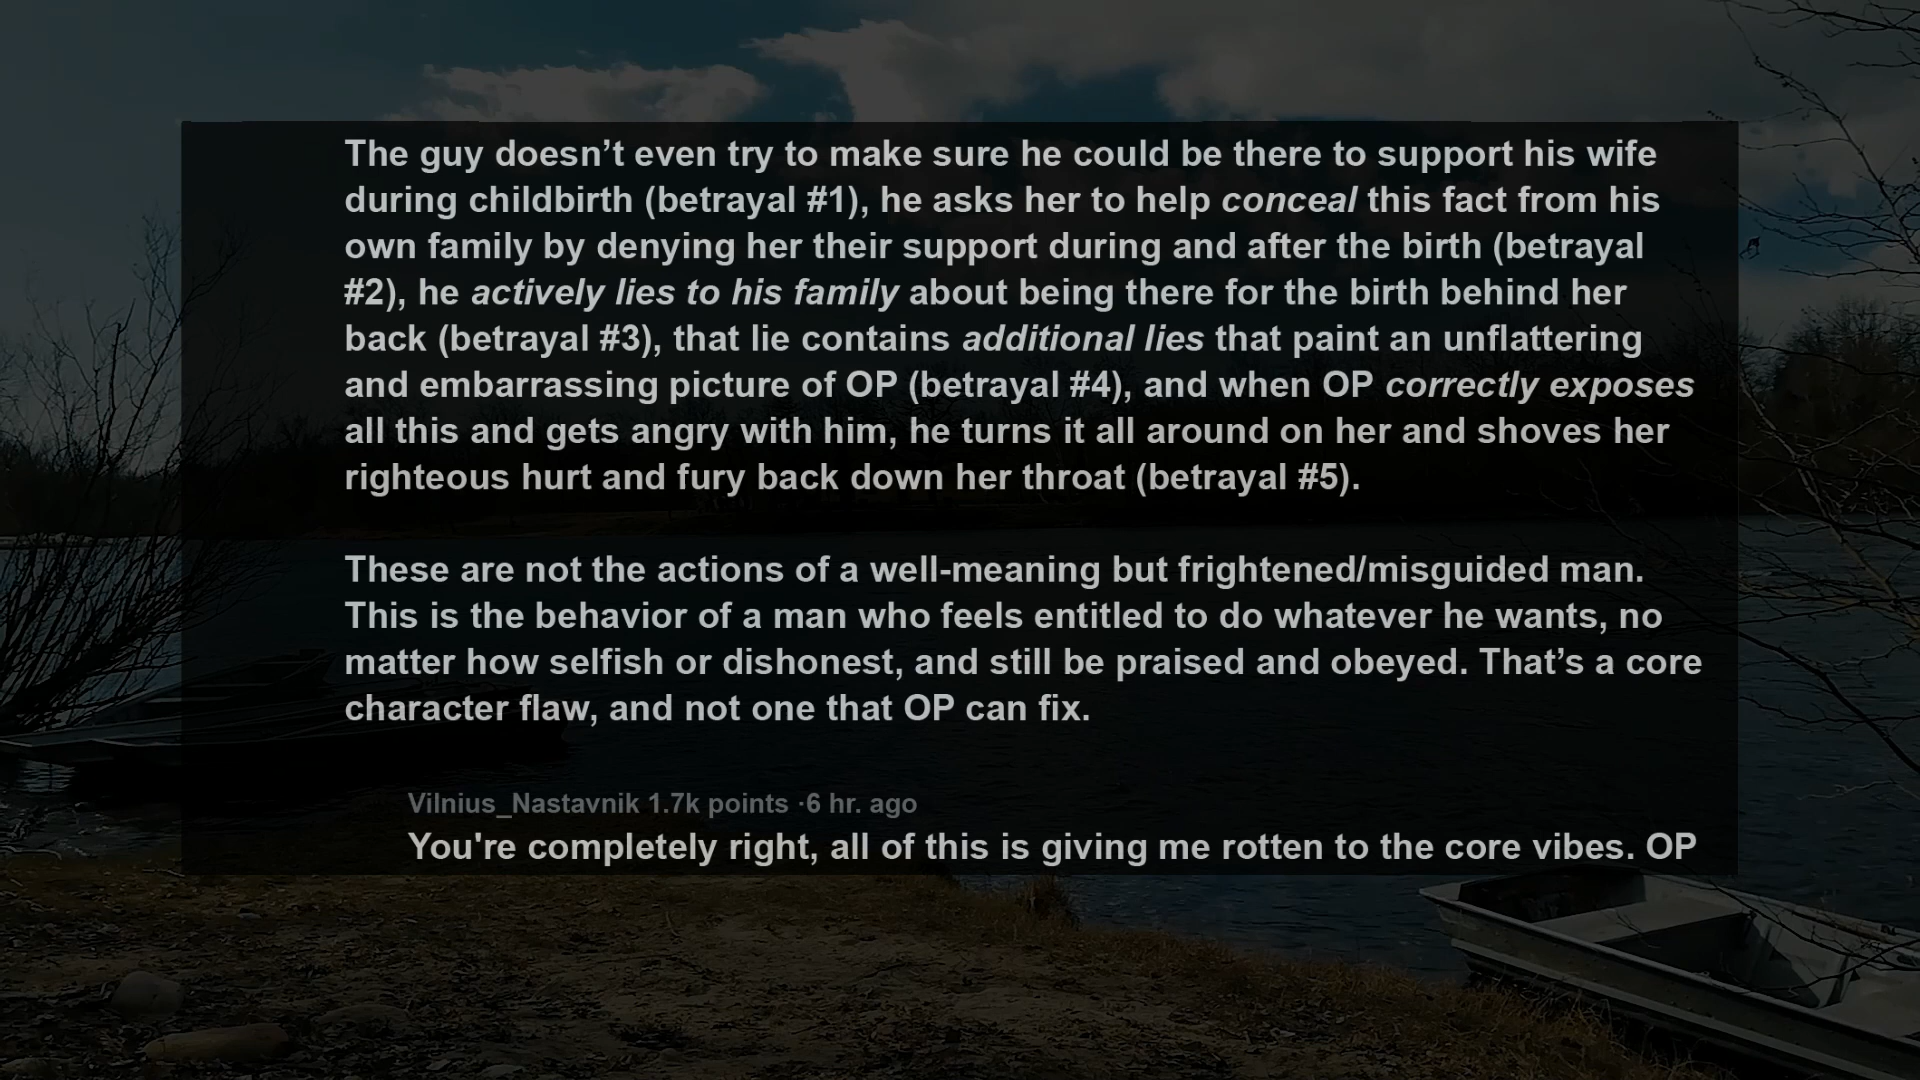 The guy doesn’t even try to make sure he could be there to support his wife
during childbirth (betrayal #1), he asks her to help conceal this fact from his
own family by denying her their support during and after the birth (betrayal
#2), he actively lies to his family about being there for the birth behind her
back (betrayal #3), that lie contains additional lies that paint an unflattering
and embarrassing picture of OP (betrayal #4), and when OP correctly exposes
all this and gets angry with him, he turns it all around on her and shoves her
righteous hurt and fury back down her throat (betrayal #5).
These are not the actions of a well-meaning but frightened/misguided man.
This is the behavior of a man who feels entitled to do whatever he wants, no
matter how selfish or dishonest, and still be praised and obeyed. That’s a core
character flaw, and not one that OP can fix.
Vilnius_Nastavnik 1.7k points ·6 hr. ago
You're completely right, all of this is giving me rotten to the core vibes. OP